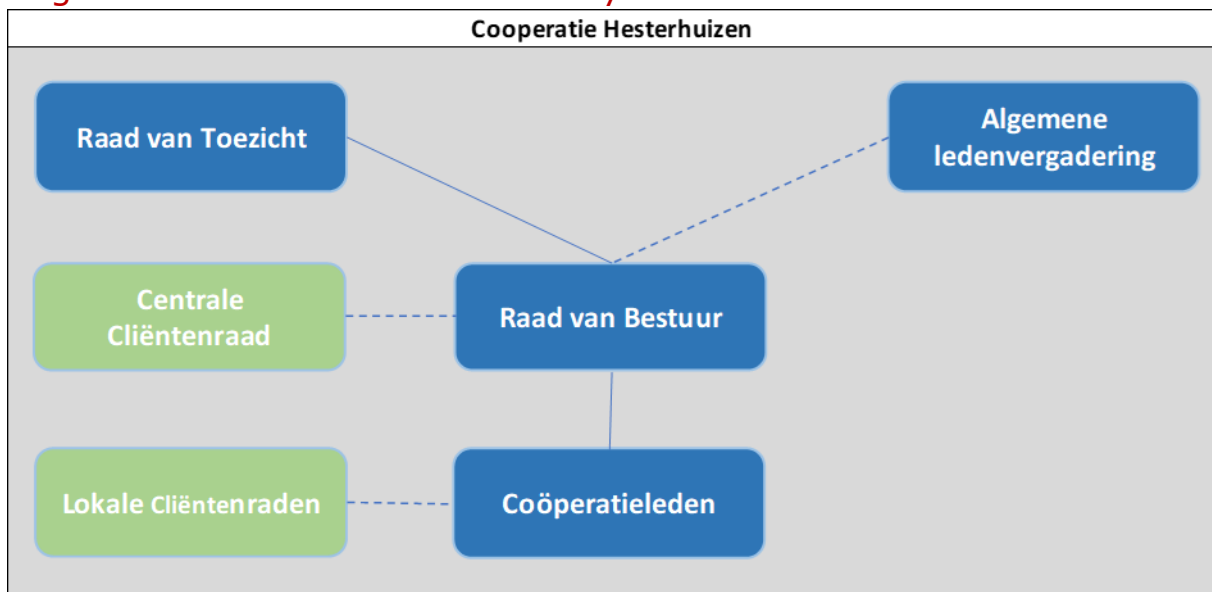 Cooperatie Hesterhuizen
Raad van Toezicht
Algemene
ledenvergadering
Centrale
Cliëntenraad
Raad van Bestuur
Lokale Cliëntenraden
Coöperatieleden